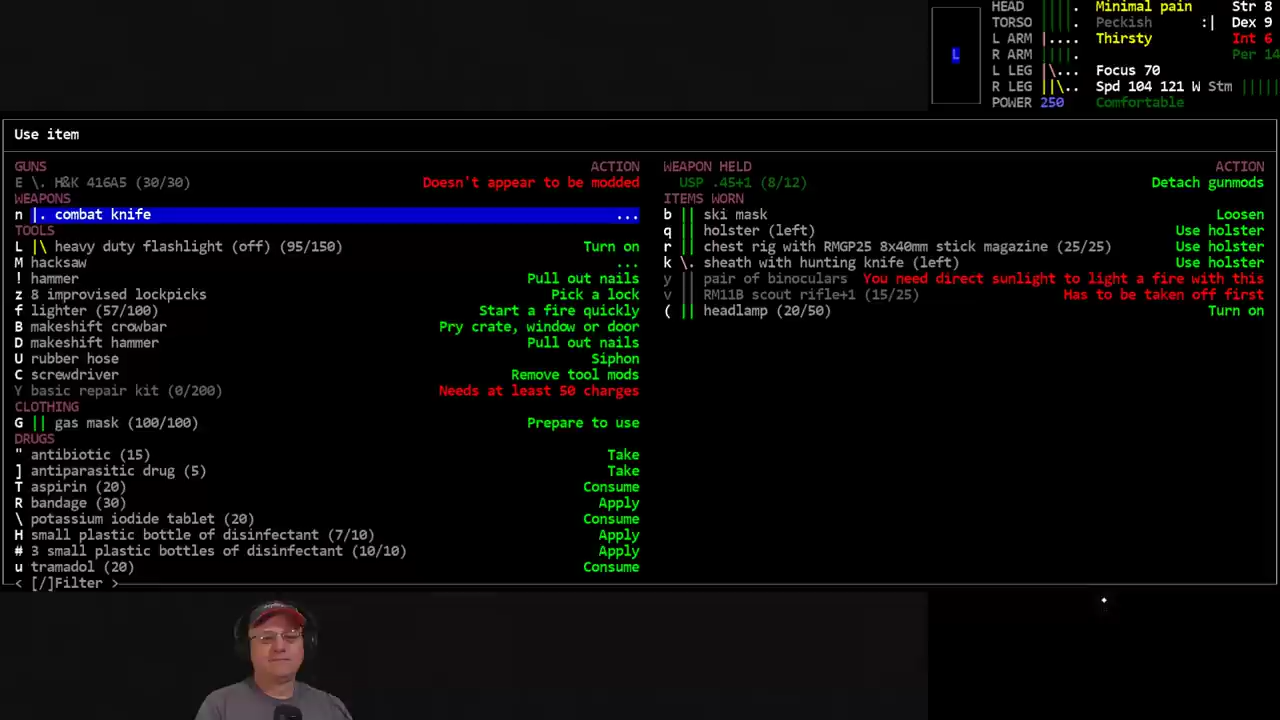 HEAD ||||. Minimal pain Str 8
TORSO ||||. Peckish :| Dex 9
L ARM |.... Thirsty Int 6
R ARM ||||. Per 14
L LEG |\... Focus 70
R LEG ||\.. Spd 104 121 W Stm |||||
POWER 250 Comfortable
L
Use item
GUNS ACTION
E \. H&K 416A5 (30/30) Doesn't appear to be modded
WEAPONS
n |. combat knife ...
TOOLS
L |\ heavy duty flashlight (off) (95/150) Turn on
M hacksaw ...
! hammer Pull out nails
z 8 improvised lockpicks Pick a lock
f lighter (57/100) Start a fire quickly
B makeshift crowbar Pry crate, window or door
D makeshift hammer Pull out nails
U rubber hose Siphon
C screwdriver Remove tool mods
Y basic repair kit (0/200) Needs at least 50 charges
CLOTHING
G || gas mask (100/100) Prepare to use
DRUGS
" antibiotic (15) Take
] antiparasitic drug (5) Take
T aspirin (20) Consume
R bandage (30) Apply
\ potassium iodide tablet (20) Consume
H small plastic bottle of disinfectant (7/10) Apply
# 3 small plastic bottles of disinfectant (10/10) Apply
u tramadol (20) Consume
< [/]Filter >
WEAPON HELD ACTION
USP .45+1 (8/12) Detach gunmods
ITEMS WORN
b || ski mask Loosen
q || holster (left) Use holster
r || chest rig with RMGP25 8x40mm stick magazine (25/25) Use holster
k \. sheath with hunting knife (left) Use holster
y || pair of binoculars You need direct sunlight to light a fire with this
v || RM11B scout rifle+1 (15/25) Has to be taken off first
( || headlamp (20/50) Turn on